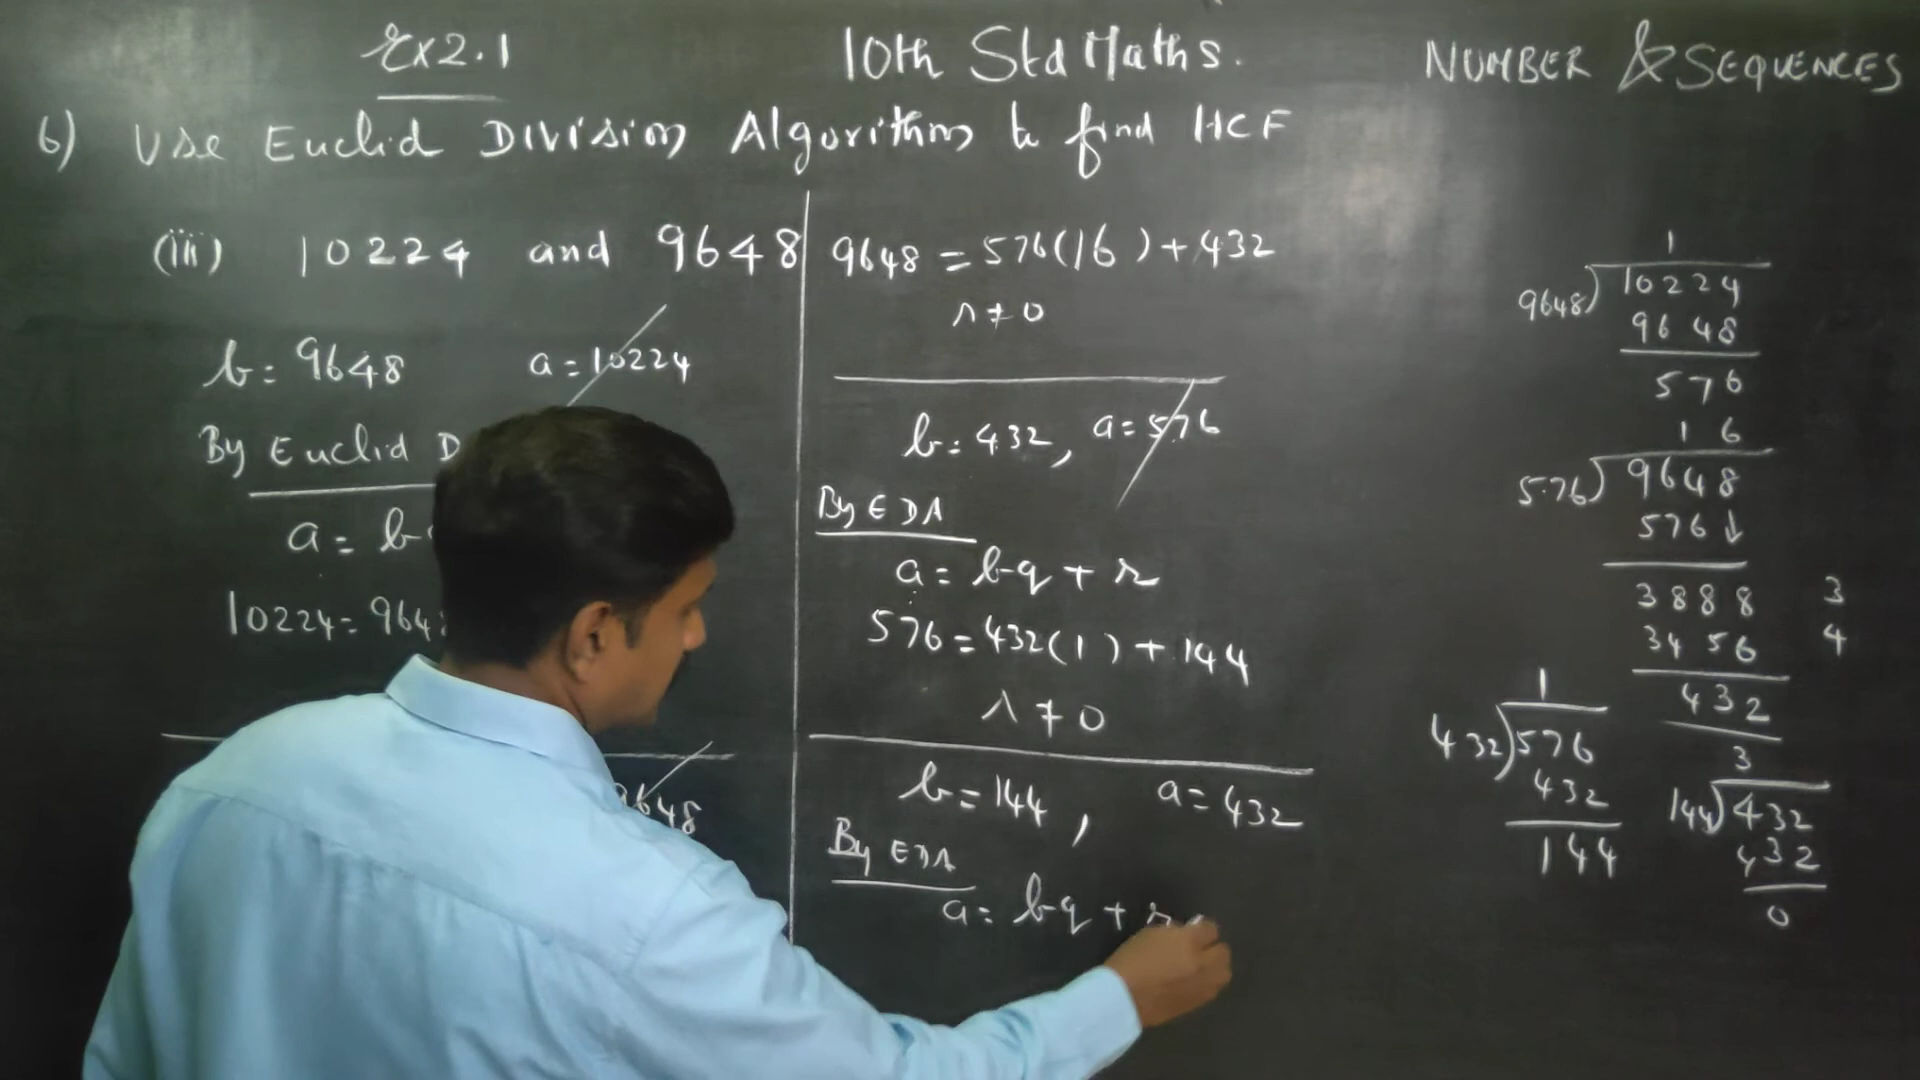 Ex 2.1
10th Std Maths.
NUMBER & SEQUENCES
6) Use Euclid Division Algorithm to find HCF
(iii) 10224 and 9648
b = 9648 a = 10224
By Euclid D
a = b
10224 = 964
9648
9648 = 576(16) + 432
r ≠ 0
b = 432, a = 576
By EDA
a = bq + r
576 = 432(1) + 144
r ≠ 0
b = 144, a = 432
By EDA
a = bq + r
1
9648) 10224
9648
576
16
576) 9648
576↓
3888 3
3456 4
432
1
432) 576
432
144
3
144) 432
432
0